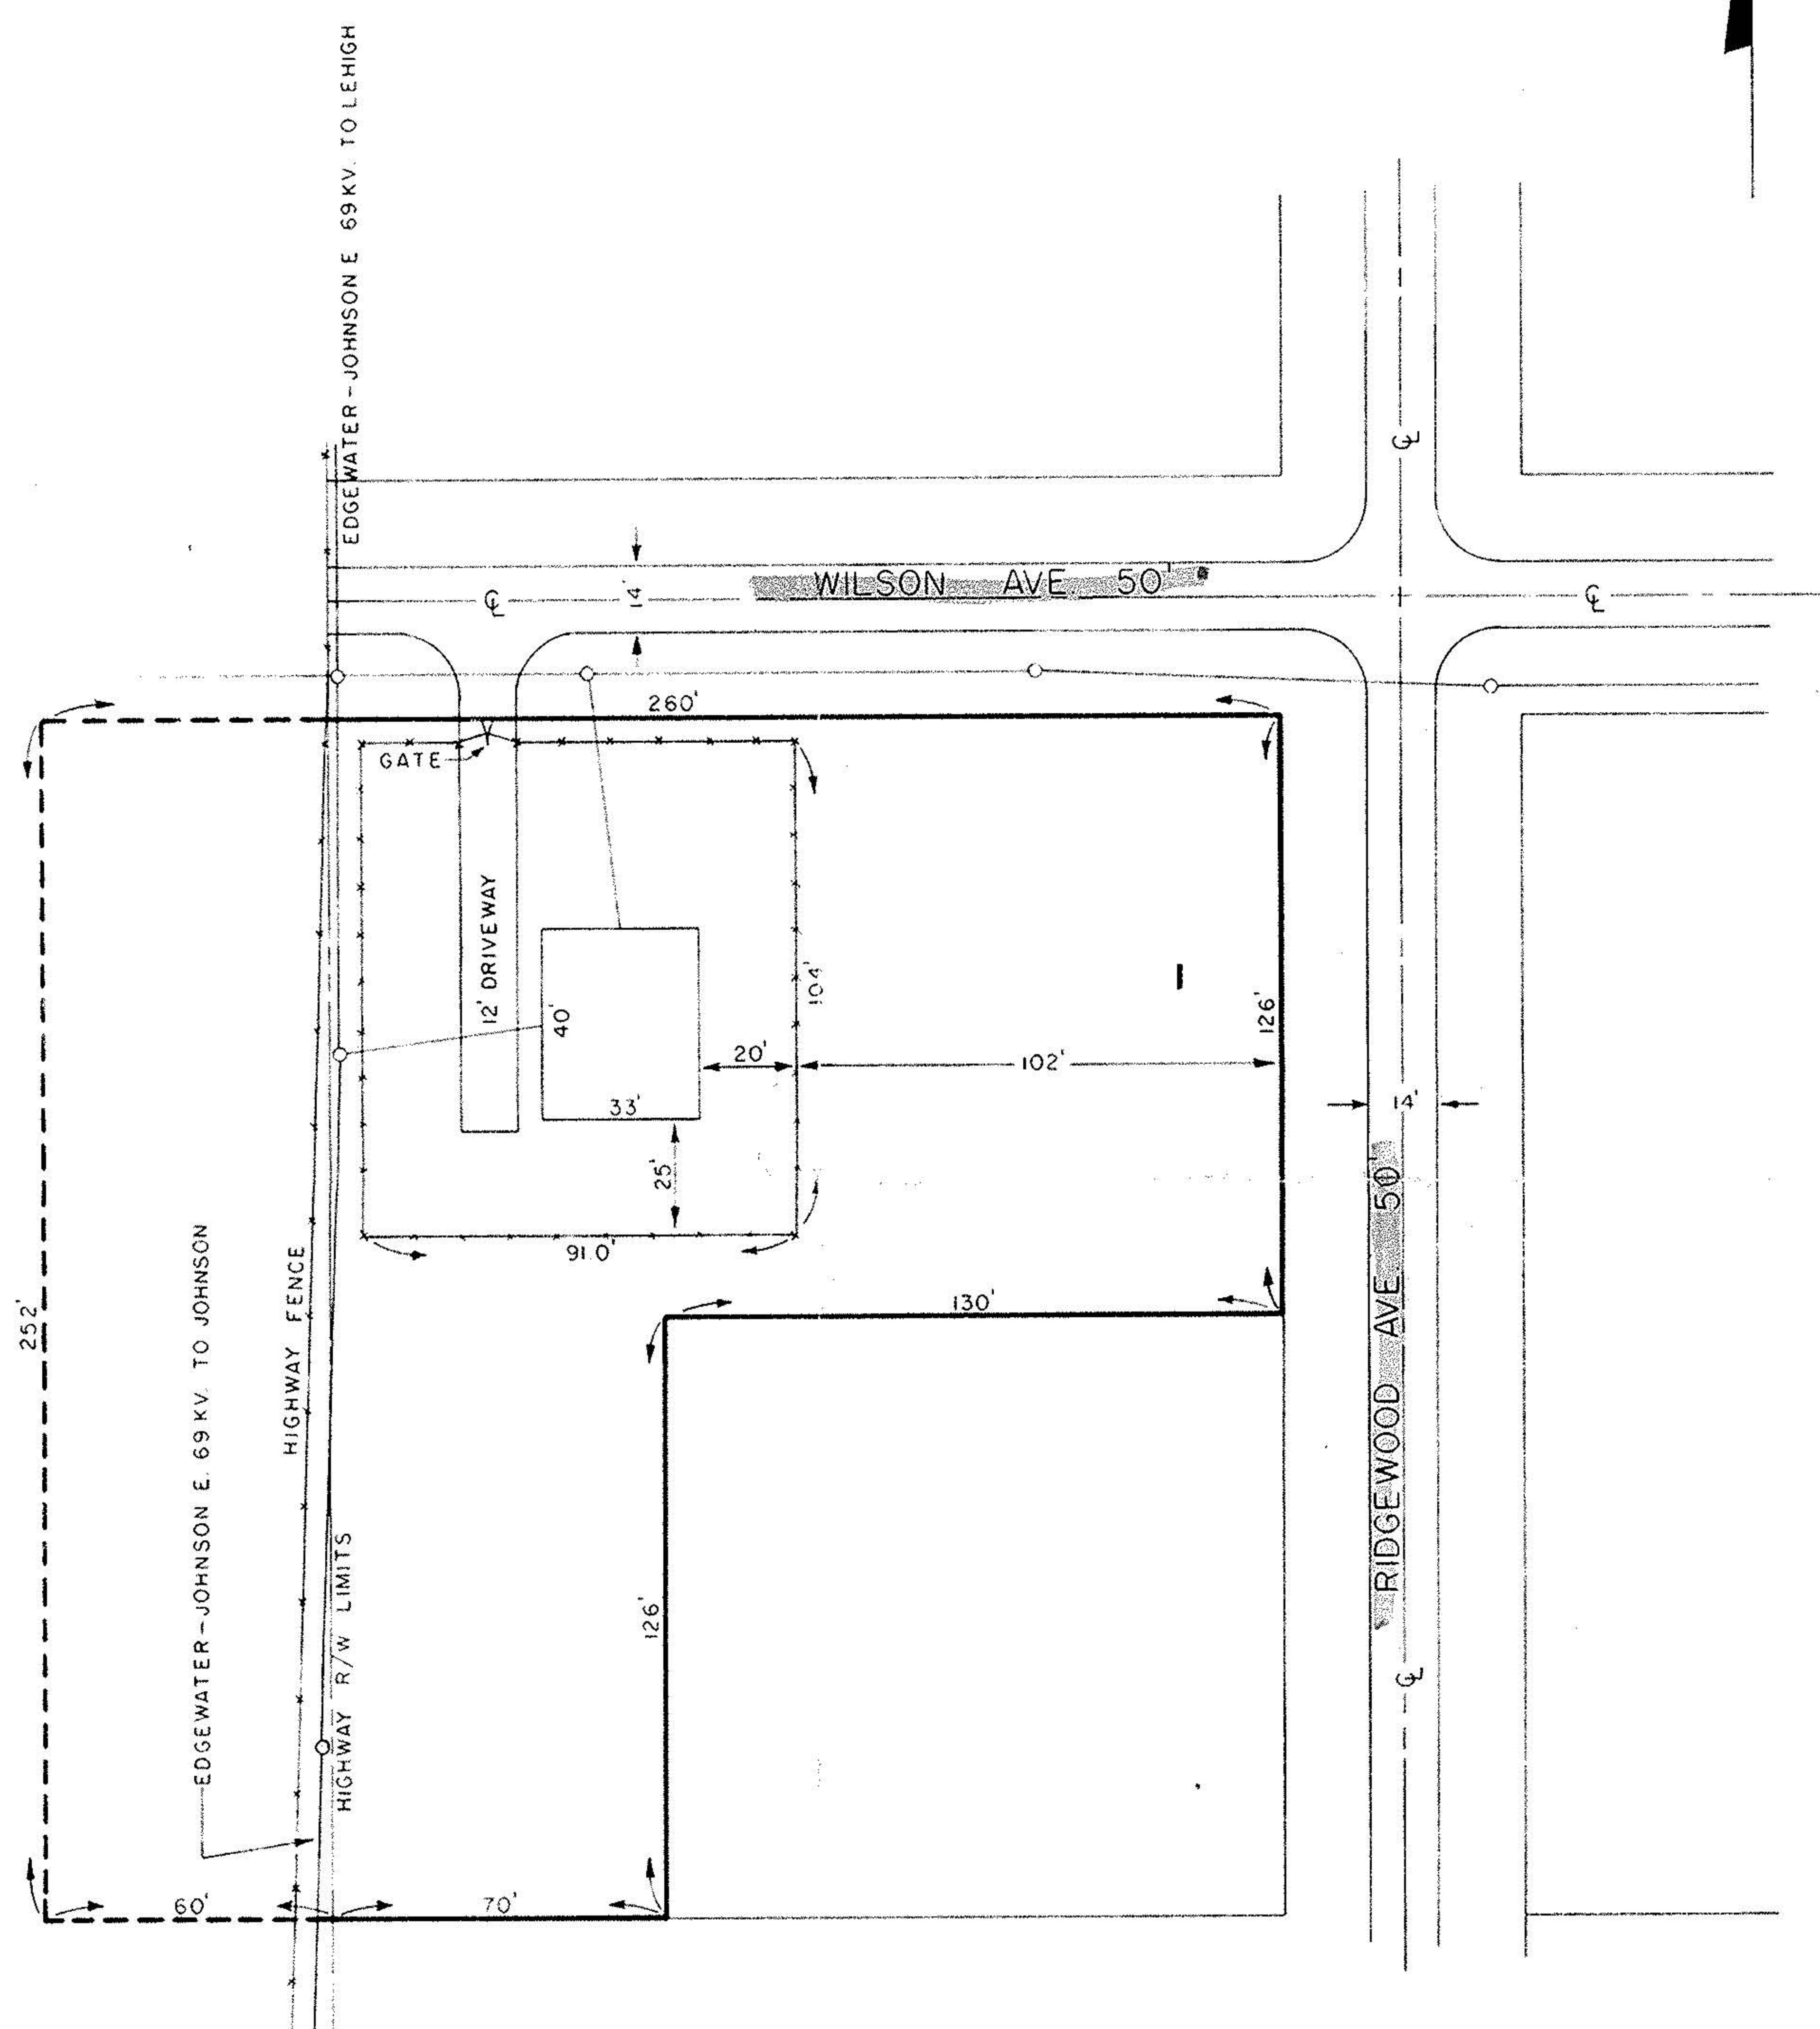 EDGEWATER-JOHNSON E 69 KV. TO LEHIGH
℄
14'
WILSON AVE. 50'
℄
℄
260'
GATE
12' DRIVEWAY
40'
104'
126'
20'
102'
33'
14'
25'
91.0'
RIDGEWOOD AVE. 50'
130'
252'
HIGHWAY FENCE
EDGEWATER-JOHNSON E. 69 KV. TO JOHNSON
HIGHWAY R/W LIMITS
126'
℄
60'
70'